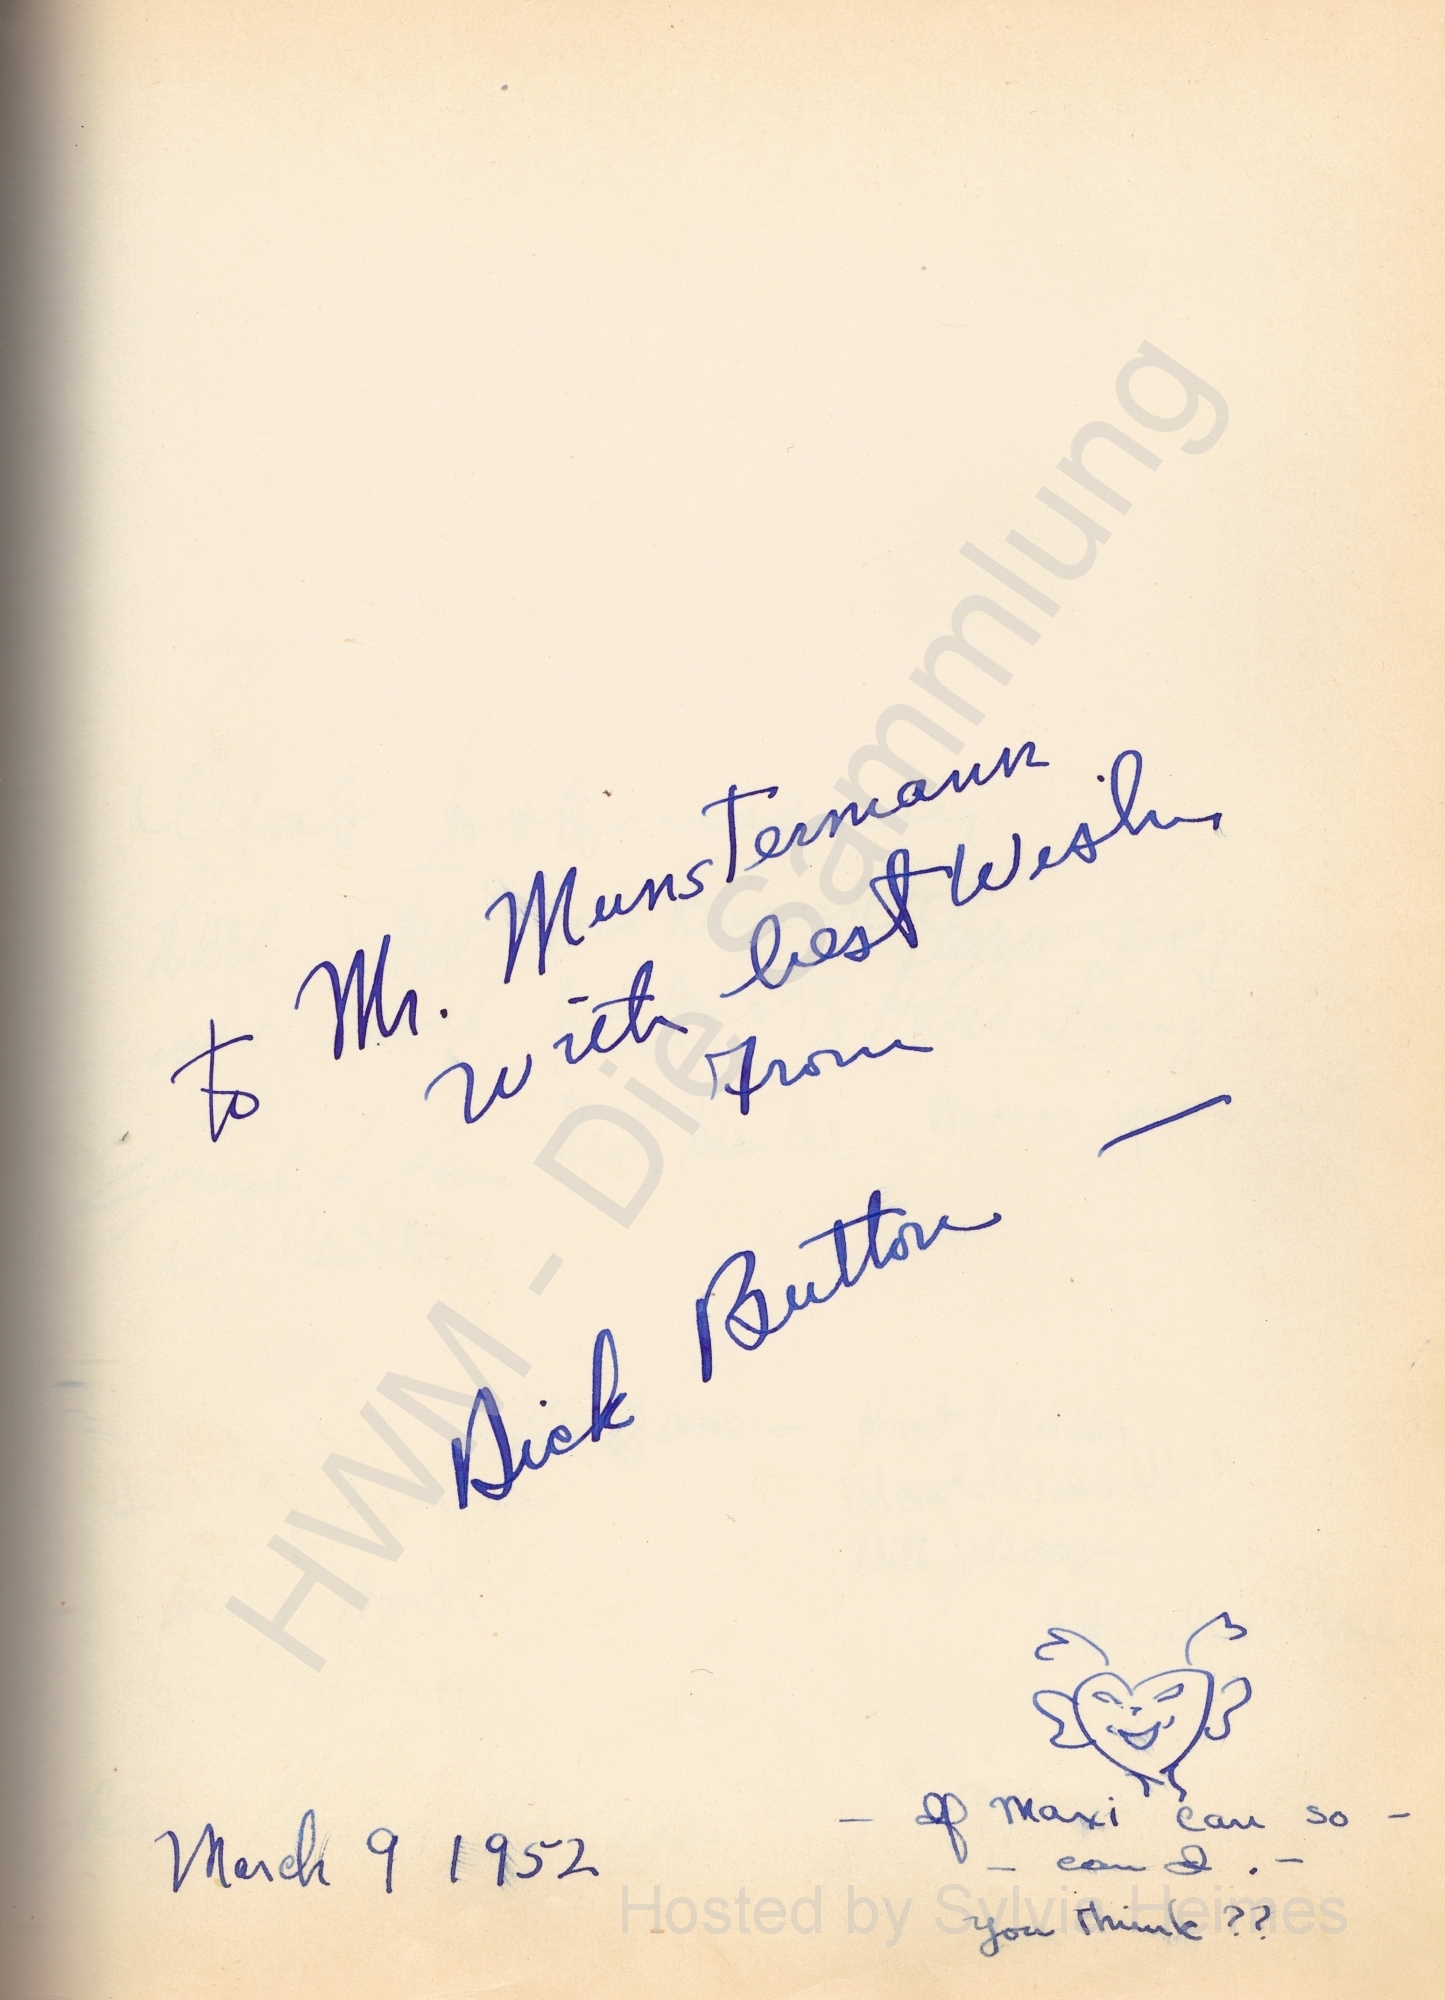 to Mr. Munstermann
with best Wishes
from —
Dick Button
March 9 1952
- If Maxi can so -
- can I . -
you think ??
HWM - Die Sammlung
Hosted by Sylvia Heimes